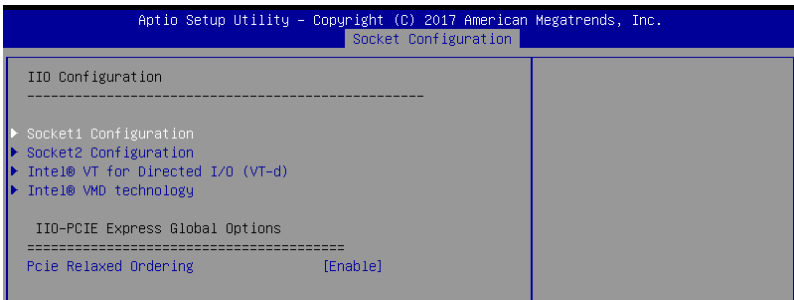 Aptio Setup Utility – Copyright (C) 2017 American Megatrends, Inc.
Socket Configuration
IIO Configuration
--------------------------------------------------
Socket1 Configuration
Socket2 Configuration
Intel® VT for Directed I/O (VT-d)
Intel® VMD technology
IIO-PCIE Express Global Options
========================================
Pcie Relaxed Ordering [Enable]